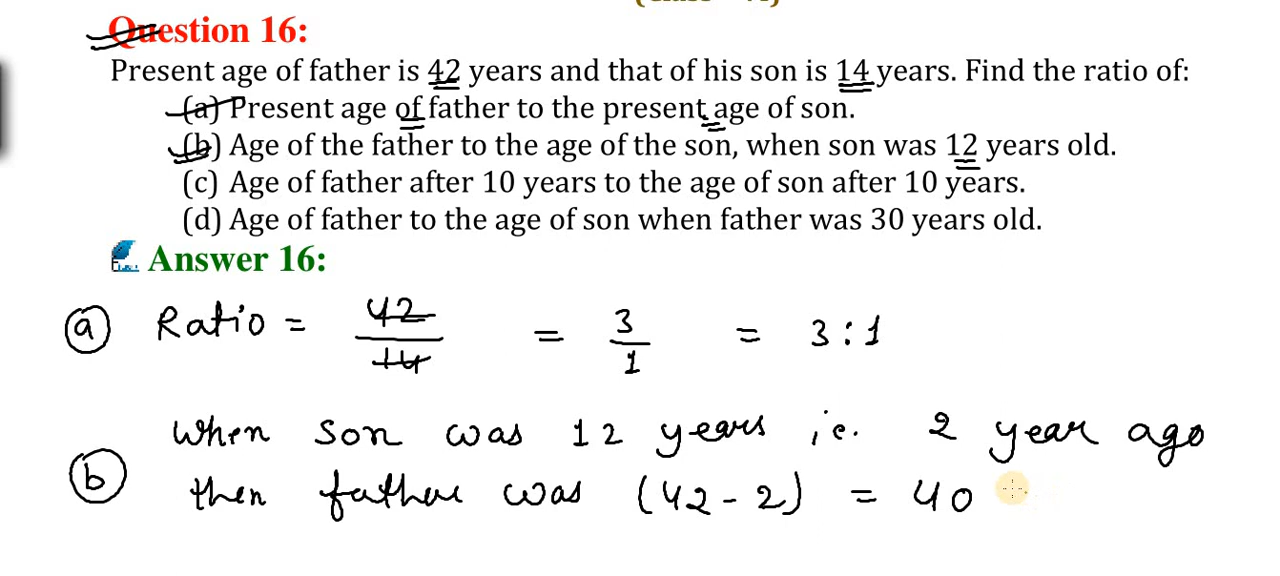 Question 16:
Present age of father is 42 years and that of his son is 14 years. Find the ratio of:
(a) Present age of father to the present age of son.
(b) Age of the father to the age of the son, when son was 12 years old.
(c) Age of father after 10 years to the age of son after 10 years.
(d) Age of father to the age of son when father was 30 years old.
Answer 16:
(a) Ratio = 42/14 = 3/1 = 3:1
(b) When son was 12 years ie. 2 year ago
then father was (42-2) = 40